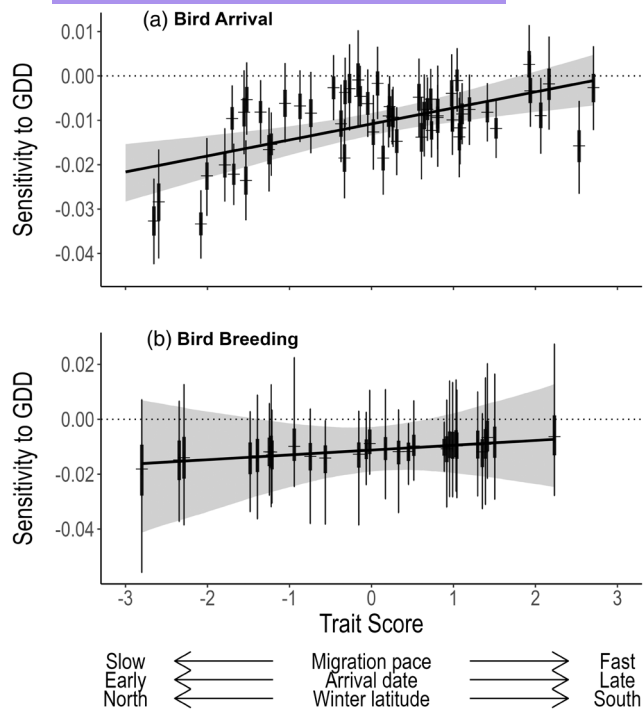 (a) Bird Arrival
0.01
0.00
-0.01
-0.02
-0.03
-0.04
Sensitivity to GDD
(b) Bird Breeding
0.02
0.00
-0.02
-0.04
Sensitivity to GDD
-3 -2 -1 0 1 2 3
Trait Score
Slow Migration pace Fast
Early Arrival date Late
North Winter latitude South